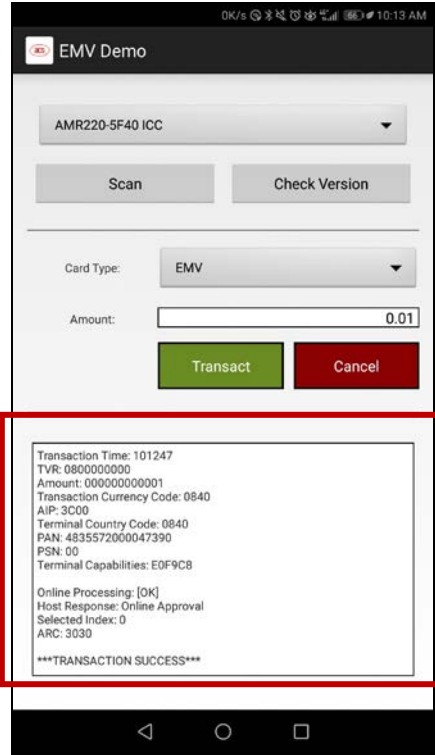 0K/s 10:13 AM
EMV Demo
AMR220-5F40 ICC
Scan Check Version
Card Type: EMV
Amount: 0.01
Transact Cancel
Transaction Time: 101247
TVR: 0800000000
Amount: 000000000001
Transaction Currency Code: 0840
AIP: 3C00
Terminal Country Code: 0840
PAN: 4835572000047390
PSN: 00
Terminal Capabilities: E0F9C8
Online Processing: [OK]
Host Response: Online Approval
Selected Index: 0
ARC: 3030
***TRANSACTION SUCCESS***